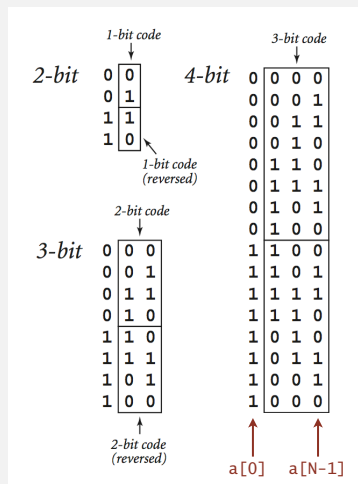 1-bit code
2-bit
0 0
0 1
1 1
1 0
1-bit code
(reversed)
2-bit code
3-bit
0 0 0
0 0 1
0 1 1
0 1 0
1 1 0
1 1 1
1 0 1
1 0 0
2-bit code
(reversed)
3-bit code
4-bit
0 0 0 0
0 0 0 1
0 0 1 1
0 0 1 0
0 1 1 0
0 1 1 1
0 1 0 1
0 1 0 0
1 1 0 0
1 1 0 1
1 1 1 1
1 1 1 0
1 0 1 0
1 0 1 1
1 0 0 1
1 0 0 0
a[0] a[N-1]